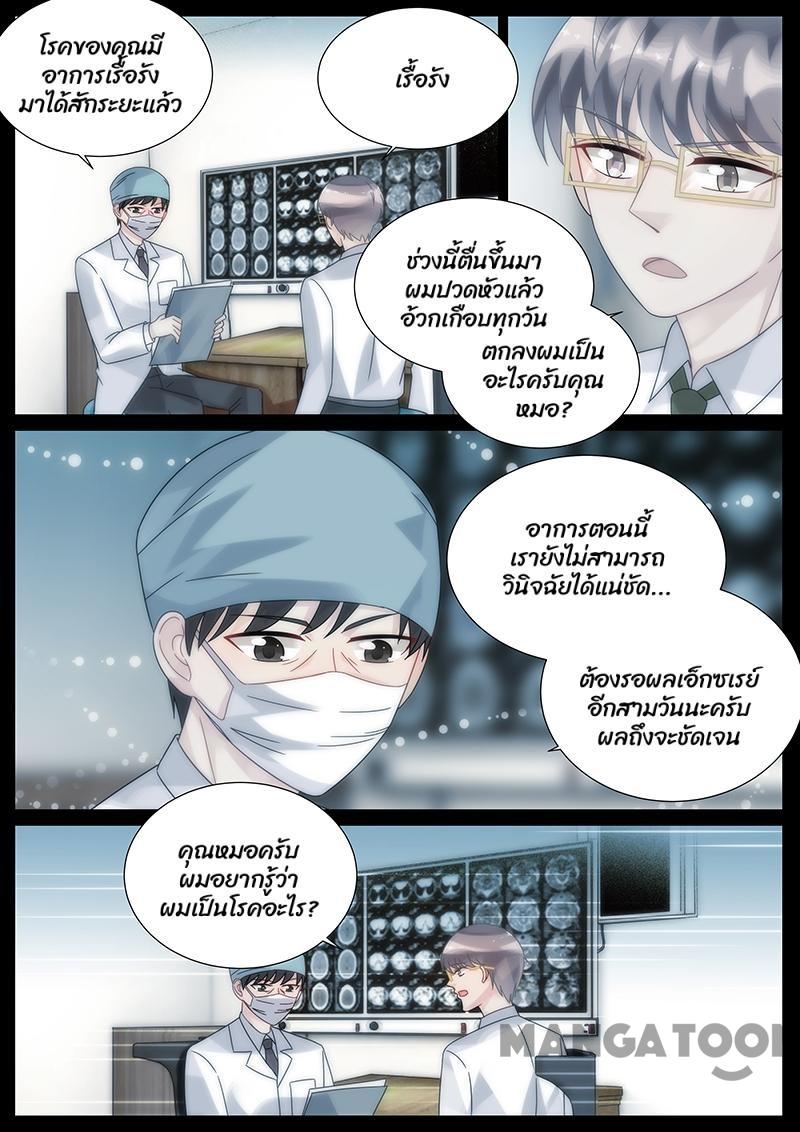 โรคของคุณมี
อาการเรื้อรัง
มาได้สักระยะแล้ว
เรื้อรัง
ช่วงนี้ตื่นขึ้นมา
ผมปวดหัวแล้ว
อ้วกเกือบทุกวัน
ตกลงผมเป็น
อะไรครับคุณ
หมอ?
อาการตอนนี้
เรายังไม่สามารถ
วินิจฉัยได้แน่ชัด...
ต้องรอผลเอ็กซเรย์
อีกสามวันนะครับ
ผลถึงจะชัดเจน
คุณหมอครับ
ผมอยากรู้ว่า
ผมเป็นโรคอะไร?
MANGATOON